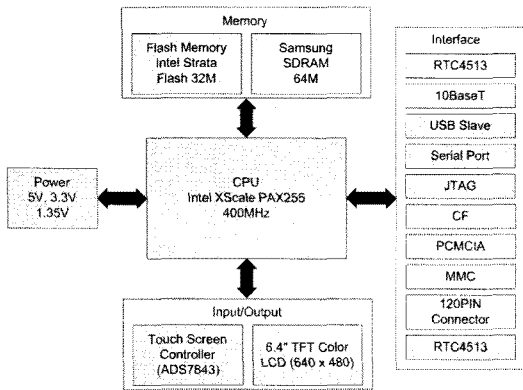 Memory
Flash Memory
Intel Strata
Flash 32M
Samsung
SDRAM
64M
Power
5V, 3.3V
1.35V
CPU
Intel XScale PAX255
400MHz
Input/Output
Touch Screen
Controller
(ADS7843)
6.4" TFT Color
LCD (640 x 480)
Interface
RTC4513
10BaseT
USB Slave
Serial Port
JTAG
CF
PCMCIA
MMC
120PIN
Connector
RTC4513